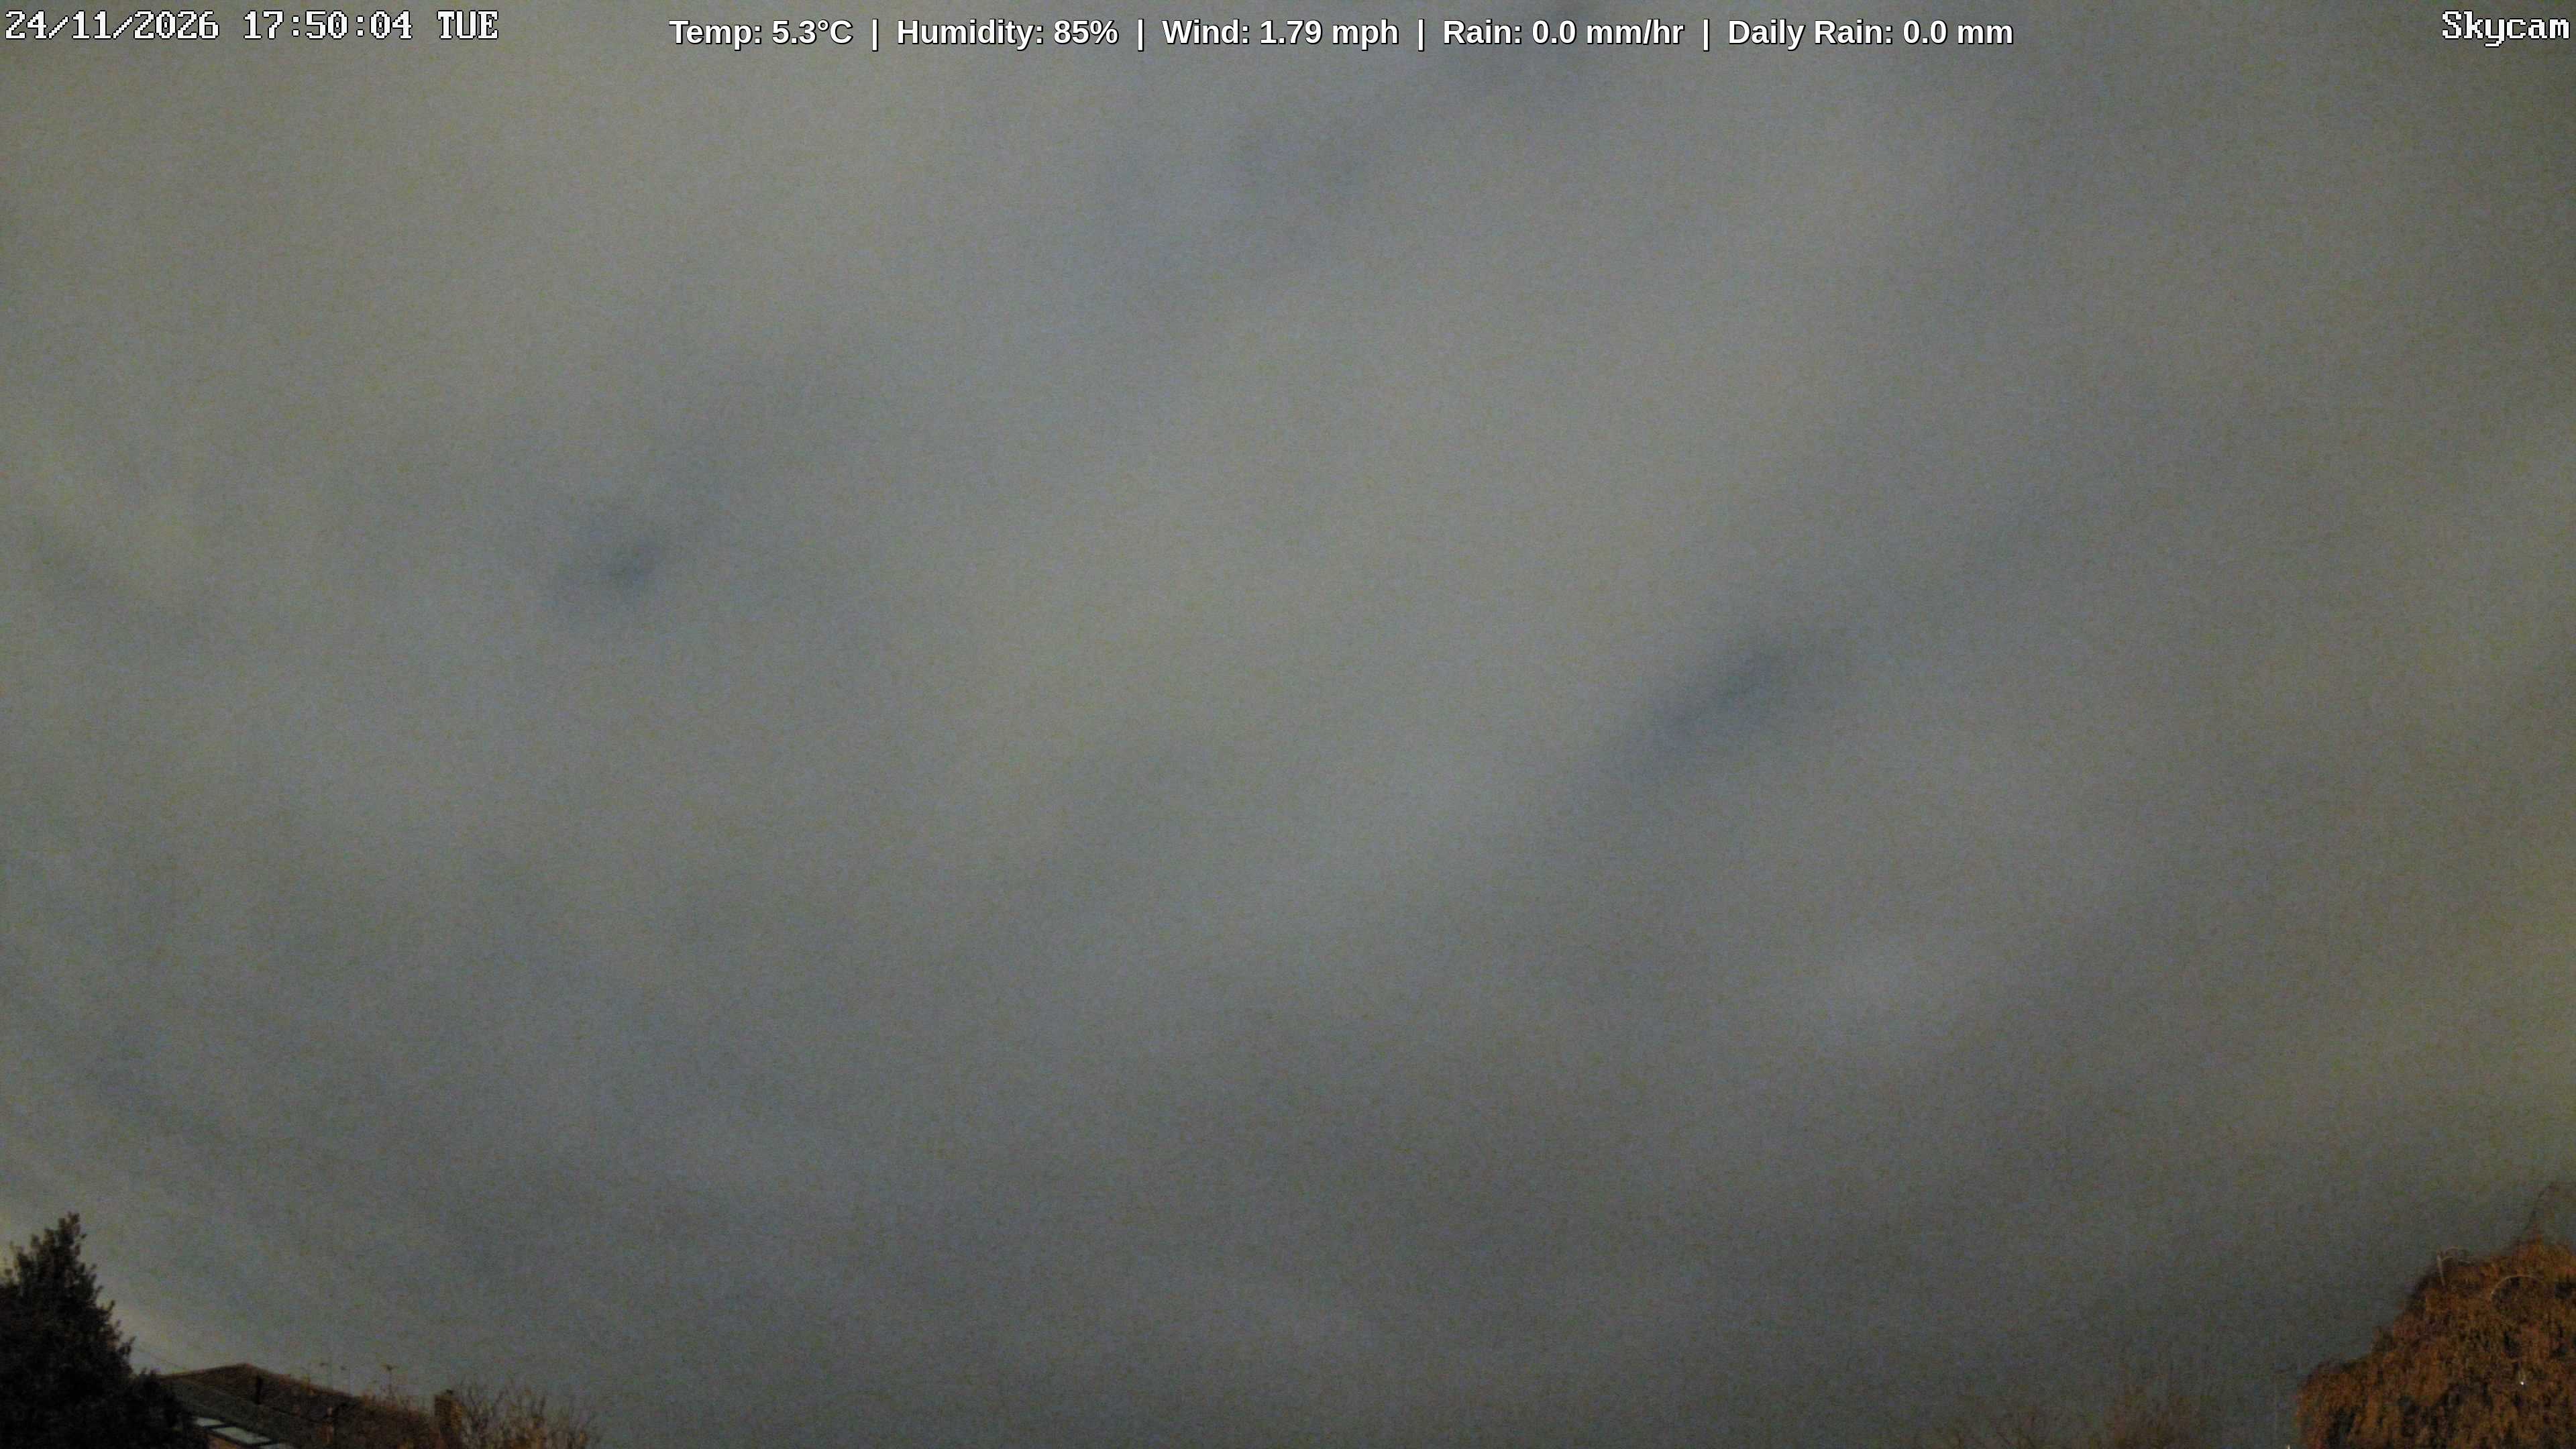 24/11/2026 17:50:04 TUE
Temp: 5.3°C | Humidity: 85% | Wind: 1.79 mph | Rain: 0.0 mm/hr | Daily Rain: 0.0 mm
Skycam